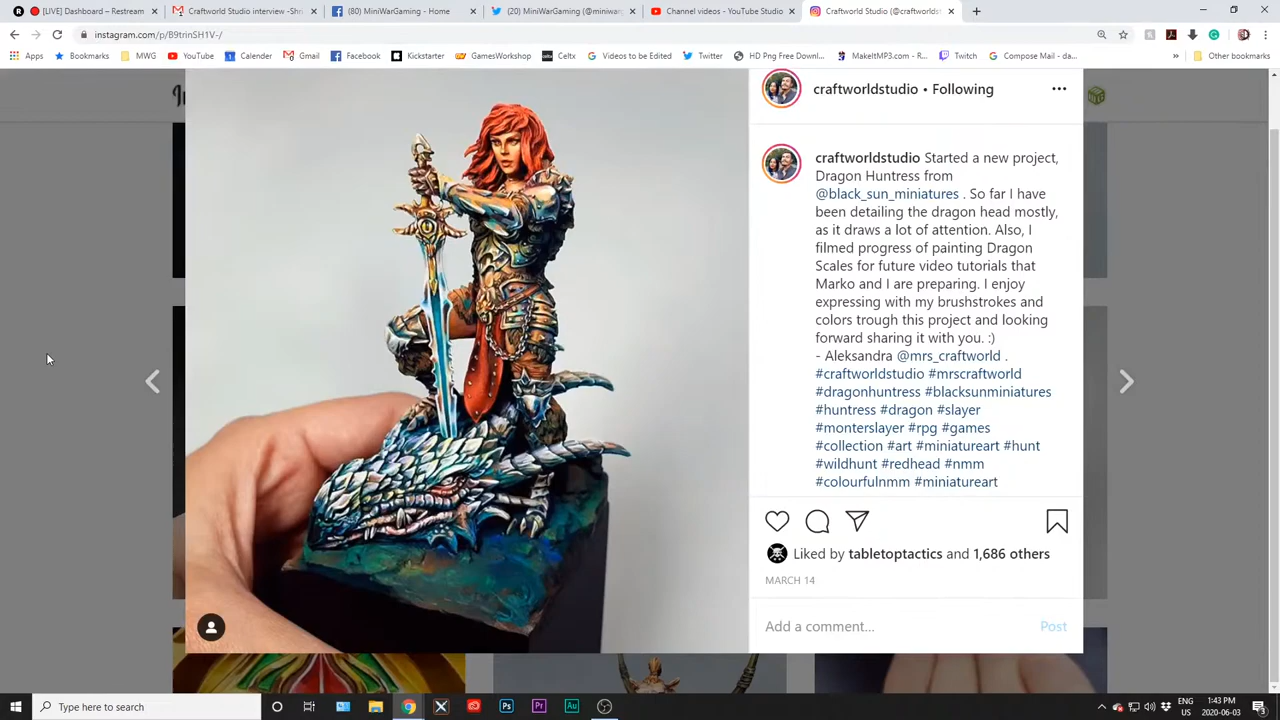 [LIVE] Dashboard – Restream
Craftworld Studio interview -Shri
(80) MiniWarGaming - Home
(20) MiniWarGaming (@miniwarg
Channel videos - YouTube Studio
Craftworld Studio (@craftworldst
instagram.com/p/B9trinSH1V-/
Apps
Bookmarks
MWG
YouTube
Calender
Gmail
Facebook
Kickstarter
GamesWorkshop
Celtx
Videos to be Edited
Twitter
HD Png Free Downl...
MakeItMP3.com - R...
Twitch
Compose Mail - da...
»
Other bookmarks
craftworldstudio • Following
craftworldstudio Started a new project,
Dragon Huntress from
@black_sun_miniatures . So far I have
been detailing the dragon head mostly,
as it draws a lot of attention. Also, I
filmed progress of painting Dragon
Scales for future video tutorials that
Marko and I are preparing. I enjoy
expressing with my brushstrokes and
colors trough this project and looking
forward sharing it with you. :)
- Aleksandra @mrs_craftworld .
#craftworldstudio #mrscraftworld
#dragonhuntress #blacksunminiatures
#huntress #dragon #slayer
#monterslayer #rpg #games
#collection #art #miniatureart #hunt
#wildhunt #redhead #nmm
#colourfulnmm #miniatureart
Liked by tabletoptactics and 1,686 others
MARCH 14
Add a comment...
Post
Type here to search
Ps
Pr
Au
ENG
US
1:43 PM
2020-06-03